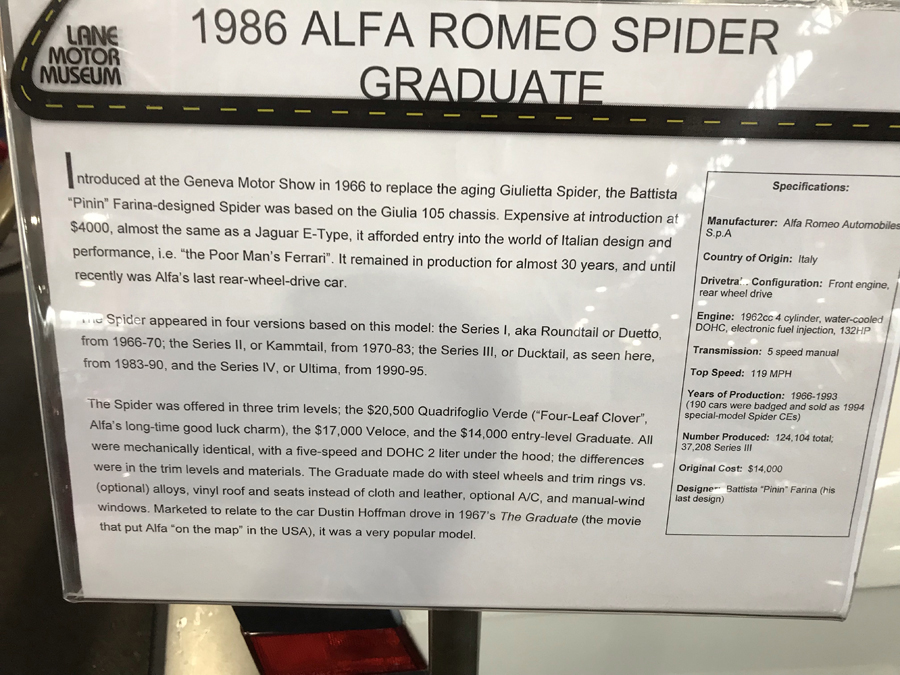 LANE
MOTOR
MUSEUM
1986 ALFA ROMEO SPIDER
GRADUATE
Introduced at the Geneva Motor Show in 1966 to replace the aging Giulietta Spider, the Battista
“Pinin” Farina-designed Spider was based on the Giulia 105 chassis. Expensive at introduction at
$4000, almost the same as a Jaguar E-Type, it afforded entry into the world of Italian design and
performance, i.e. “the Poor Man’s Ferrari”. It remained in production for almost 30 years, and until
recently was Alfa’s last rear-wheel-drive car.
The Spider appeared in four versions based on this model: the Series I, aka Roundtail or Duetto,
from 1966-70; the Series II, or Kammtail, from 1970-83; the Series III, or Ducktail, as seen here,
from 1983-90, and the Series IV, or Ultima, from 1990-95.
The Spider was offered in three trim levels; the $20,500 Quadrifoglio Verde (“Four-Leaf Clover”,
Alfa’s long-time good luck charm), the $17,000 Veloce, and the $14,000 entry-level Graduate. All
were mechanically identical, with a five-speed and DOHC 2 liter under the hood; the differences
were in the trim levels and materials. The Graduate made do with steel wheels and trim rings vs.
(optional) alloys, vinyl roof and seats instead of cloth and leather, optional A/C, and manual-wind
windows. Marketed to relate to the car Dustin Hoffman drove in 1967’s The Graduate (the movie
that put Alfa “on the map” in the USA), it was a very popular model.
Specifications:
Manufacturer: Alfa Romeo Automobiles
S.p.A
Country of Origin: Italy
Drivetrain Configuration: Front engine,
rear wheel drive
Engine: 1962cc 4 cylinder, water-cooled
DOHC, electronic fuel injection, 132HP
Transmission: 5 speed manual
Top Speed: 119 MPH
Years of Production: 1966-1993
(190 cars were badged and sold as 1994
special-model Spider CEs)
Number Produced: 124,104 total;
37,208 Series III
Original Cost: $14,000
Designer: Battista “Pinin” Farina (his
last design)